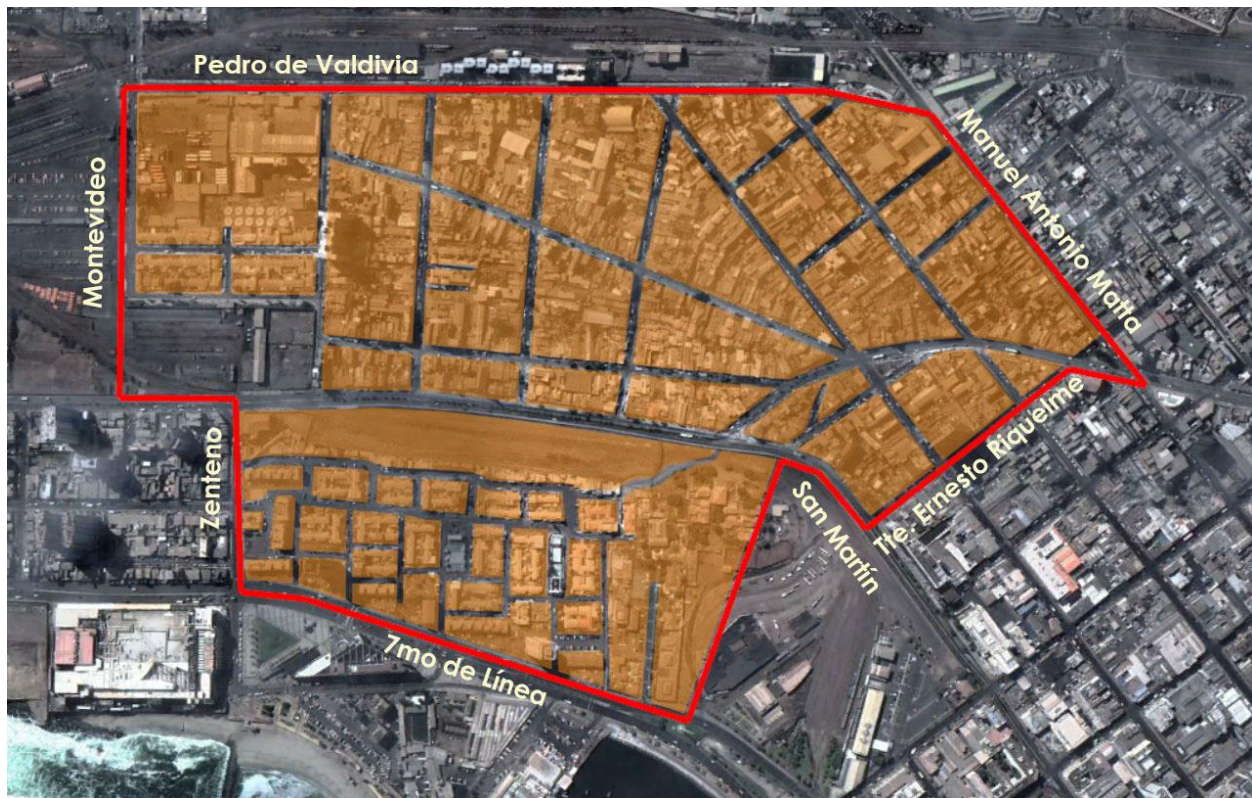 Pedro de Valdivia
Manuel Antonio Matta
Montevideo
Zenteno
Tte. Ernesto Riquelme
San Martín
7mo de Línea